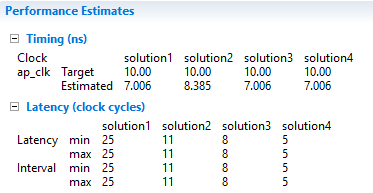 Performance Estimates
Timing (ns)
Clock solution1 solution2 solution3 solution4
ap_clk Target 10.00 10.00 10.00 10.00
Estimated 7.006 8.385 7.006 7.006
Latency (clock cycles)
solution1 solution2 solution3 solution4
Latency min 25 11 8 5
max 25 11 8 5
Interval min 25 11 8 5
max 25 11 8 5